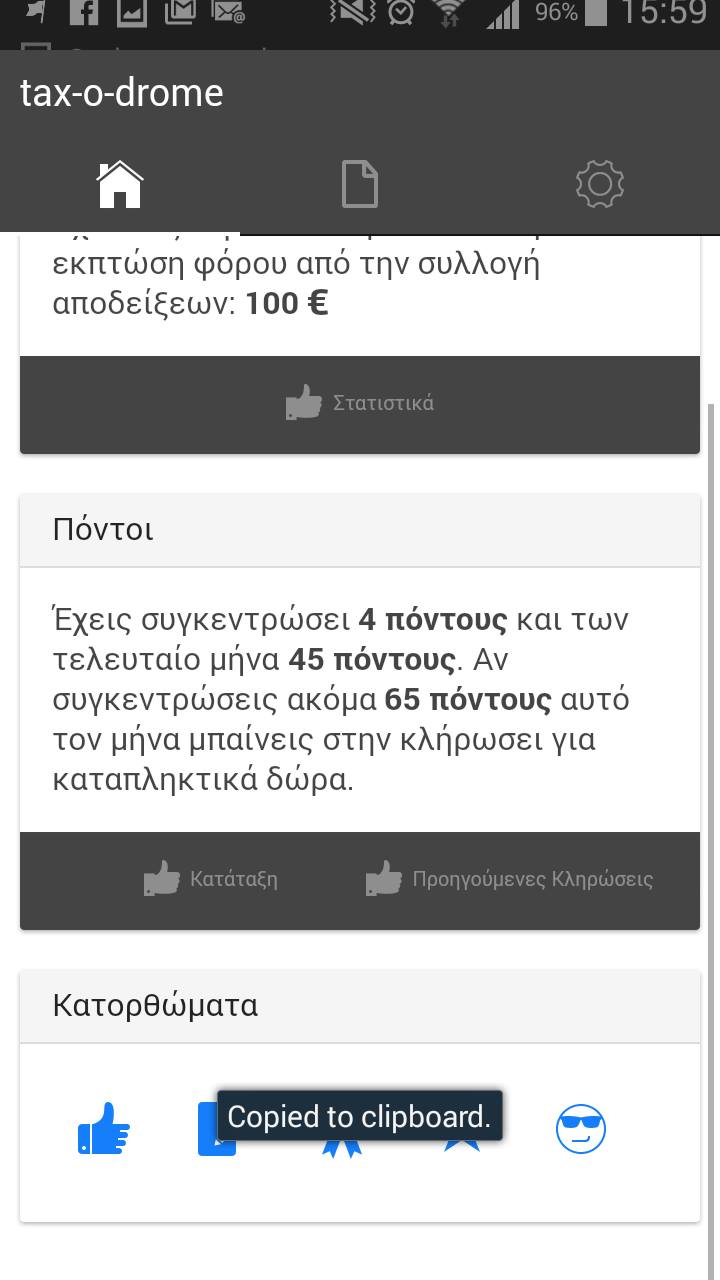 96% 15:59
tax-o-drome
εκπτώση φόρου από την συλλογή
αποδείξεων: 100 €
Στατιστικά
Πόντοι
Έχεις συγκεντρώσει 4 πόντους και των
τελευταίο μήνα 45 πόντους. Αν
συγκεντρώσεις ακόμα 65 πόντους αυτό
τον μήνα μπαίνεις στην κλήρωσει για
καταπληκτικά δώρα.
Κατάταξη Προηγούμενες Κληρώσεις
Κατορθώματα
Copied to clipboard.